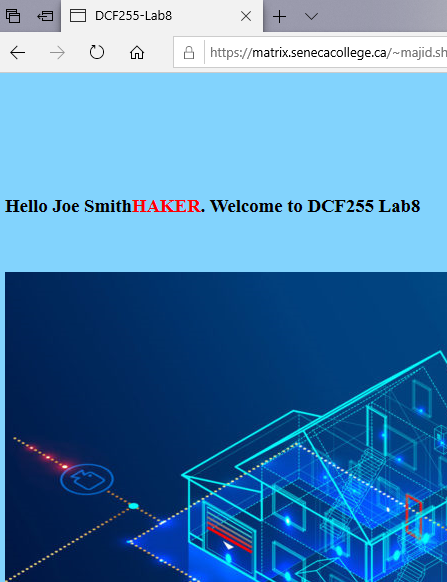 DCF255-Lab8
https://matrix.senecacollege.ca/~majid.sh
Hello Joe SmithHAKER. Welcome to DCF255 Lab8